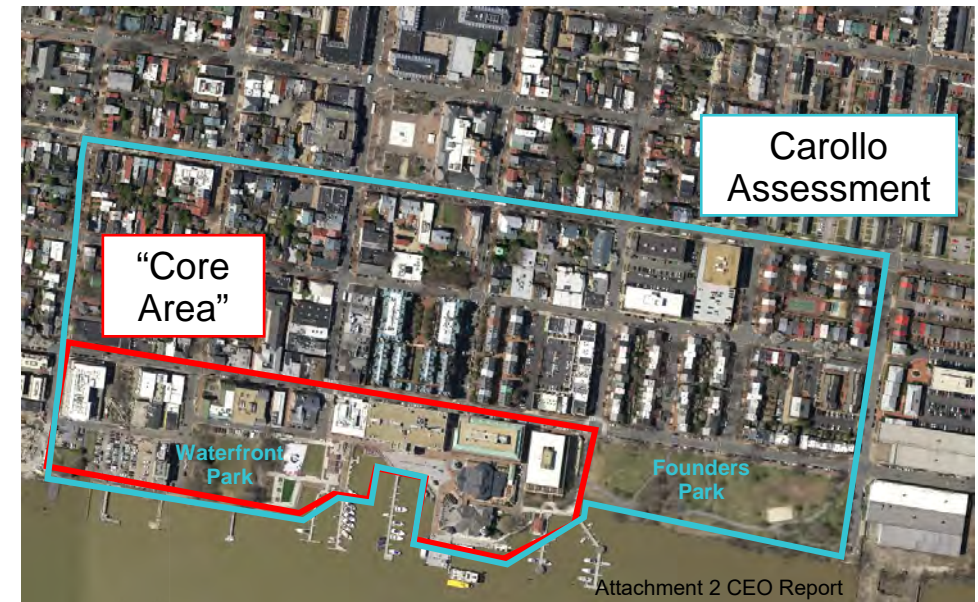 Carollo
Assessment
“Core
Area”
Waterfront
Park
Founders
Park
Attachment 2 CEO Report